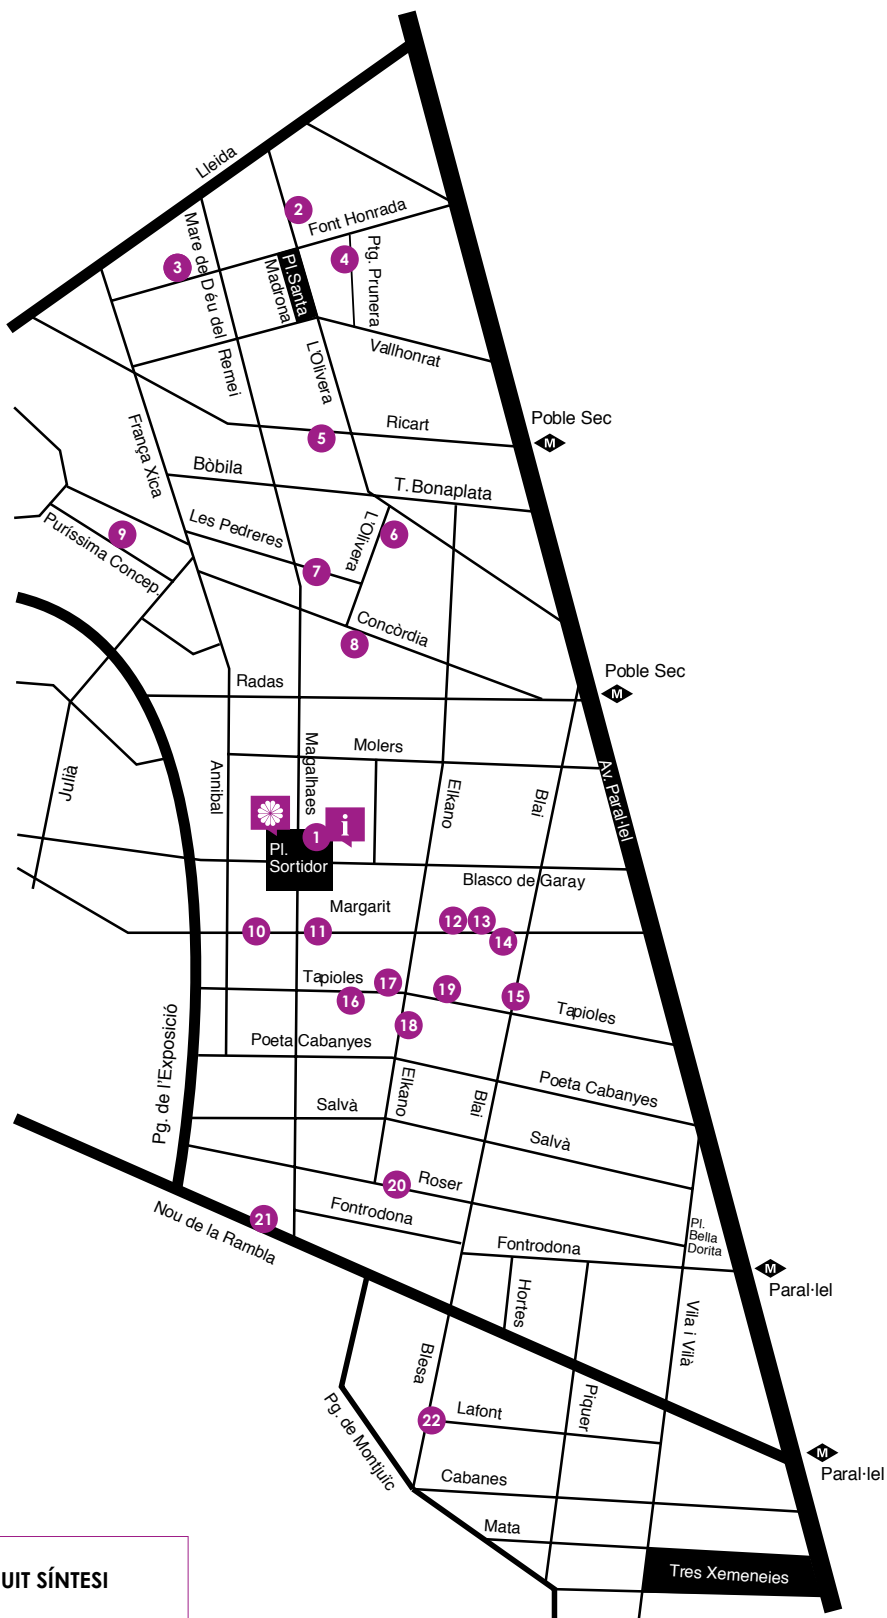 Lleida
2
Font Honrada
Mare de Déu del Remei
3
Pl.Santa
Madrona
4
Ptg. Prunera
Vallhonrat
L'Olivera
França Xica
Ricart
5
Poble Sec
M
Bòbila
T. Bonaplata
Les Pedreres
L'Olivera
6
9
Puríssima Concep.
7
Concòrdia
8
Radas
Poble Sec
M
Molers
Magalhaes
Annibal
Julià
Elkano
Blai
Av. Paral·lel
i
1
Pl.
Sortidor
Blasco de Garay
Margarit
10
11
12
13
14
Tapioles
17
16
19
15
Tapioles
18
Poeta Cabanyes
Pg. de l'Exposició
Elkano
Blai
Poeta Cabanyes
Salvà
Salvà
20
Roser
Fontrodona
21
Nou de la Rambla
Fontrodona
Pl.
Bella
Dorita
M
Paral·lel
Hortes
Vila i Vilà
Blesa
Piquer
Pg. de Montjuïc
22
Lafont
M
Paral·lel
Cabanes
Mata
Tres Xemeneies
UIT SÍNTESI